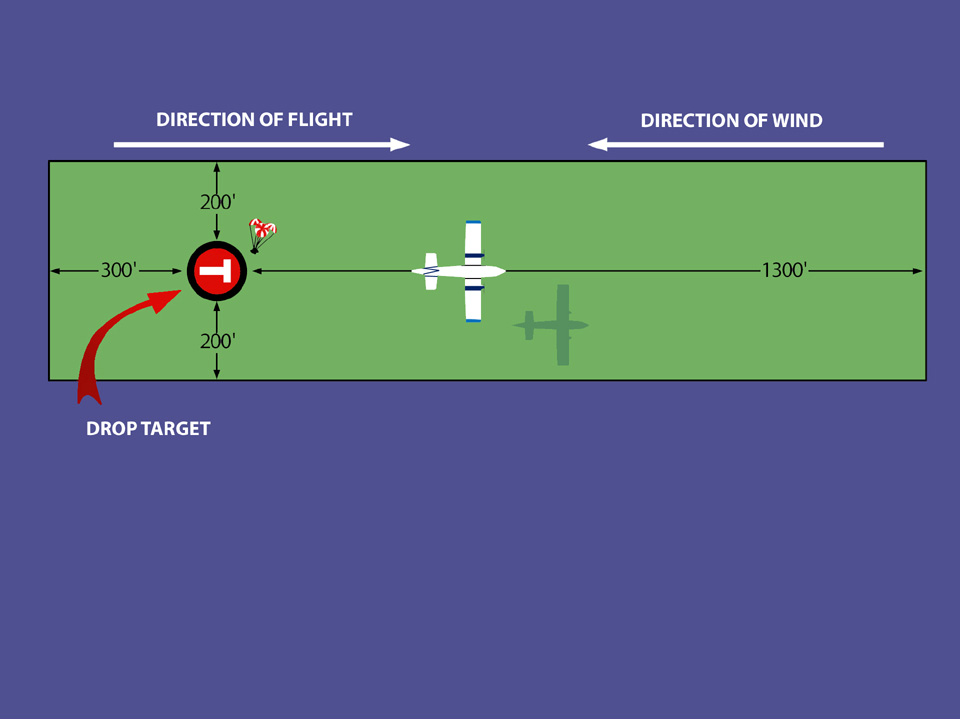 DIRECTION OF FLIGHT
DIRECTION OF WIND
200'
300'
T
1300'
200'
DROP TARGET